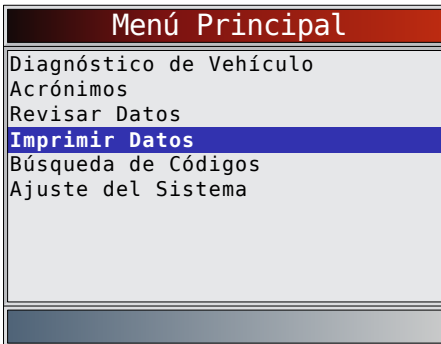 Menú Principal
Diagnóstico de Vehículo
Acrónimos
Revisar Datos
Imprimir Datos
Búsqueda de Códigos
Ajuste del Sistema